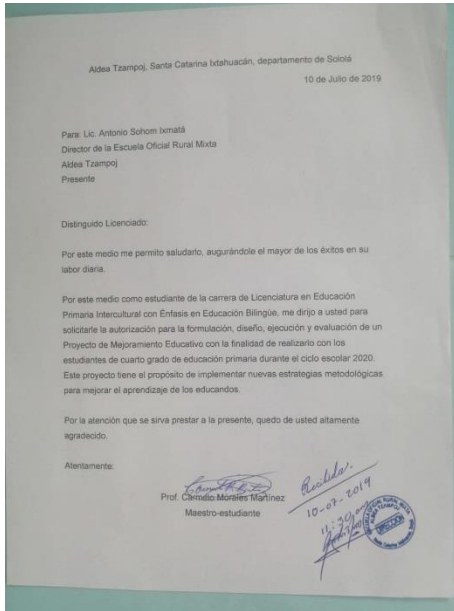 Aldea Tzampoj, Santa Catarina Ixtahuacán, departamento de Sololá
10 de Julio de 2019
Para: Lic. Antonio Sohom Ixmatá
Director de la Escuela Oficial Rural Mixta
Aldea Tzampoj
Presente
Distinguido Licenciado:
Por este medio me permito saludarlo, augurándole el mayor de los éxitos en su
labor diaria.
Por este medio como estudiante de la carrera de Licenciatura en Educación
Primaria Intercultural con Énfasis en Educación Bilingüe, me dirijo a usted para
solicitarle la autorización para la formulación, diseño, ejecución y evaluación de un
Proyecto de Mejoramiento Educativo con la finalidad de realizarlo con los
estudiantes de cuarto grado de educación primaria durante el ciclo escolar 2020.
Este proyecto tiene el propósito de implementar nuevas estrategias metodológicas
para mejorar el aprendizaje de los educandos.
Por la atención que se sirva prestar a la presente, quedo de usted altamente
agradecido.
Atentamente:
Prof. Carmelo Morales Martínez
Maestro-estudiante
Recibida.
10-07-2019
11:30 am
DIRECCION